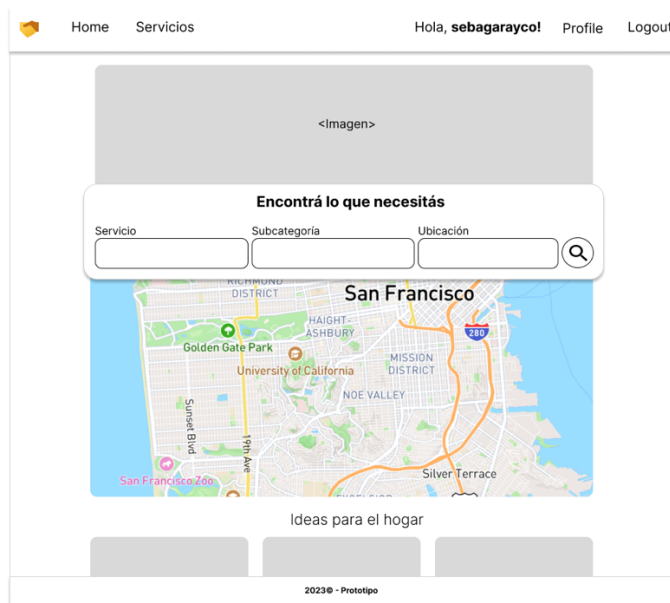 Home Servicios Hola, sebagarayco! Profile Logout
<Imagen>
Encontrá lo que necesitás
Servicio Subcategoría Ubicación
RICHMOND
DISTRICT
San Francisco
HAIGHT-
ASHBURY
280
Golden Gate Park
MISSION
DISTRICT
University of California
NOE VALLEY
Sunset Blvd
19th Ave
Silver Terrace
San Francisco Zoo
EXCELSIOR
Ideas para el hogar
2023© - Prototipo